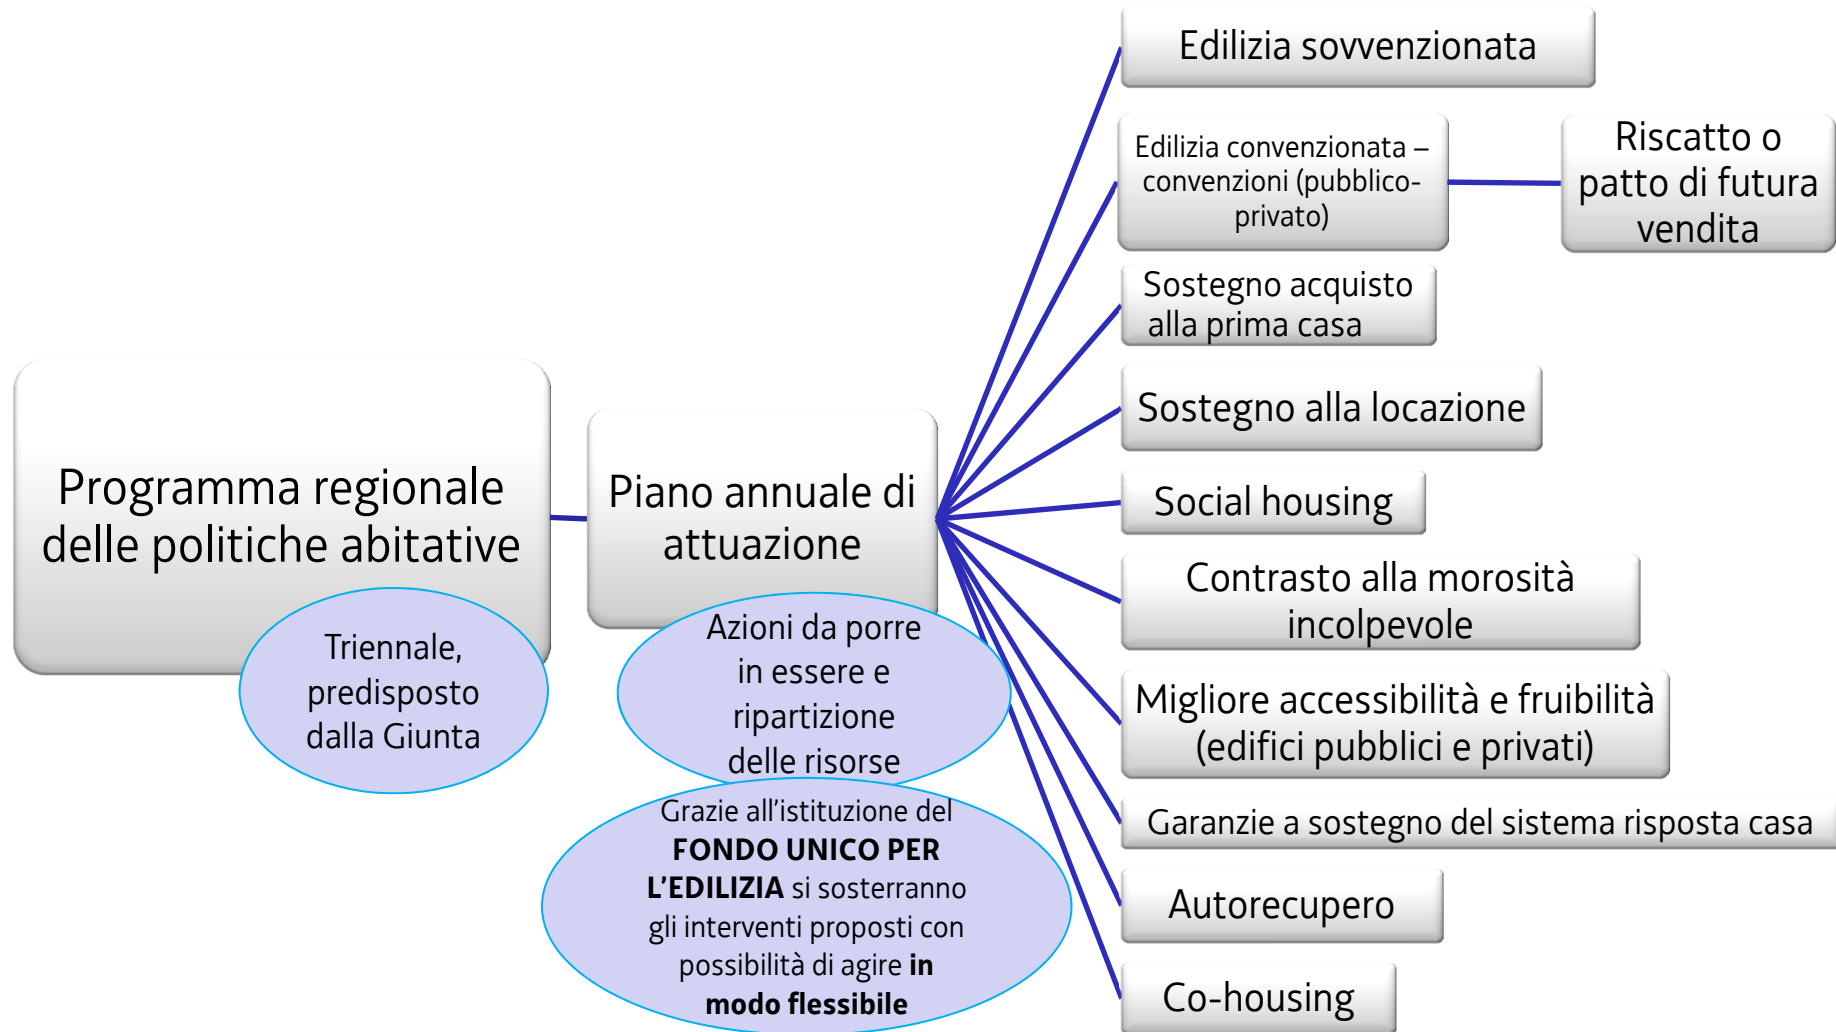 Programma regionale
delle politiche abitative
Triennale,
predisposto
dalla Giunta
Piano annuale di
attuazione
Azioni da porre
in essere e
ripartizione
delle risorse
Grazie all'istituzione del
FONDO UNICO PER
L'EDILIZIA si sosterranno
gli interventi proposti con
possibilità di agire in
modo flessibile
Edilizia sovvenzionata
Edilizia convenzionata –
convenzioni (pubblico-
privato)
Riscatto o
patto di futura
vendita
Sostegno acquisto
alla prima casa
Sostegno alla locazione
Social housing
Contrasto alla morosità
incolpevole
Migliore accessibilità e fruibilità
(edifici pubblici e privati)
Garanzie a sostegno del sistema risposta casa
Autorecupero
Co-housing